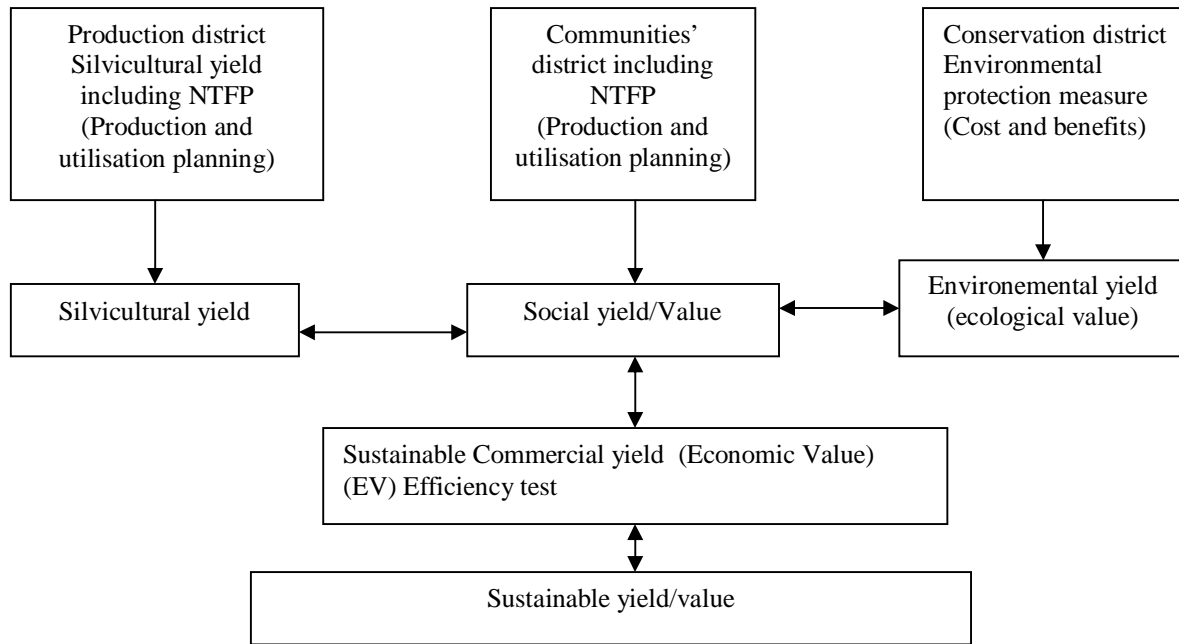 Production district
Silvicultural yield
including NTFP
(Production and
utilisation planning)
Communities’
district including
NTFP
(Production and
utilisation planning)
Conservation district
Environmental
protection measure
(Cost and benefits)
Silvicultural yield
Social yield/Value
Environemental yield
(ecological value)
Sustainable Commercial yield (Economic Value)
(EV) Efficiency test
Sustainable yield/value